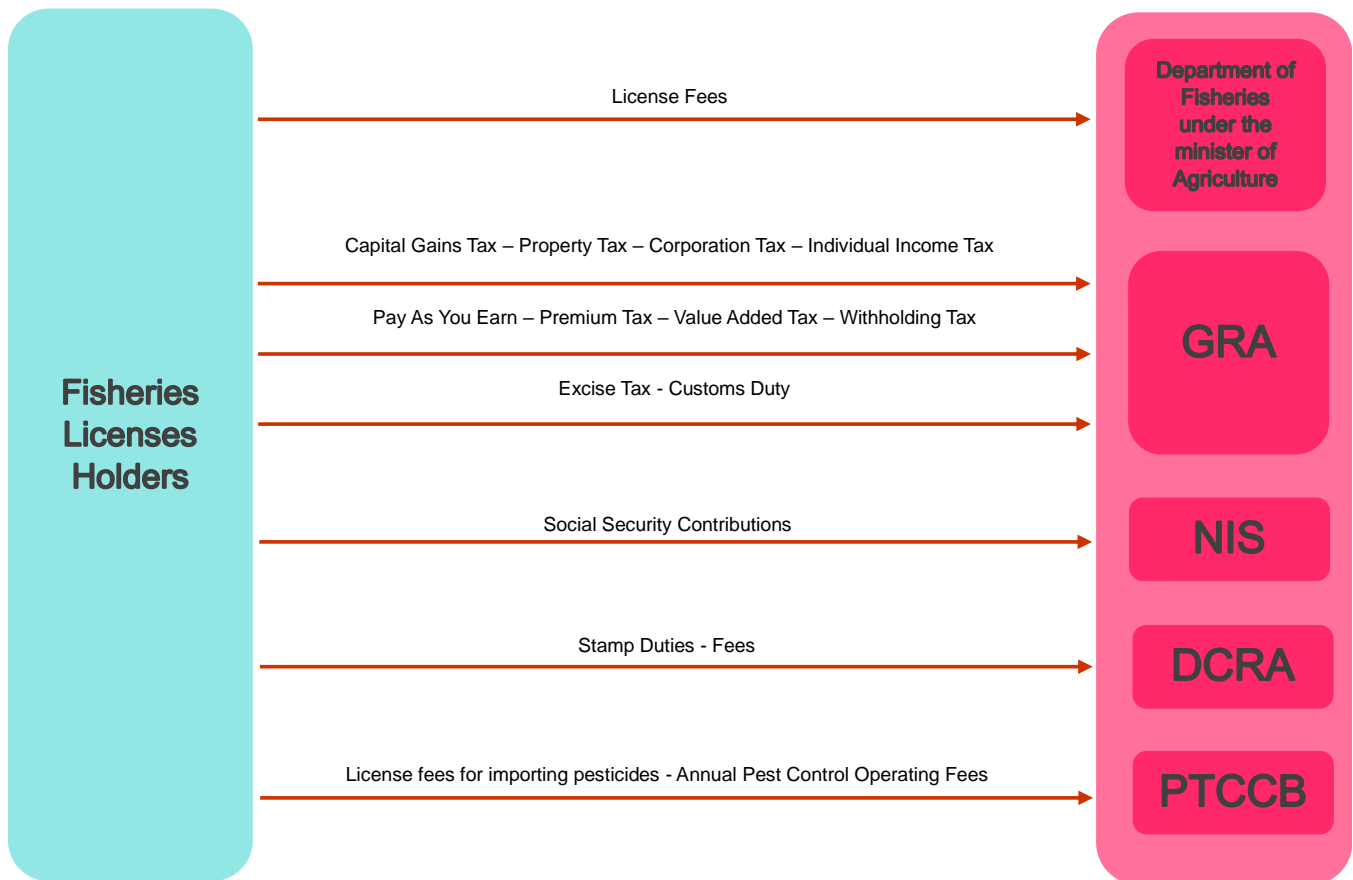 Fisheries
Licenses
Holders
License Fees
Department of
Fisheries
under the
minister of
Agriculture
Capital Gains Tax – Property Tax – Corporation Tax – Individual Income Tax
Pay As You Earn – Premium Tax – Value Added Tax – Withholding Tax
Excise Tax - Customs Duty
GRA
Social Security Contributions
NIS
Stamp Duties - Fees
DCRA
License fees for importing pesticides - Annual Pest Control Operating Fees
PTCCB